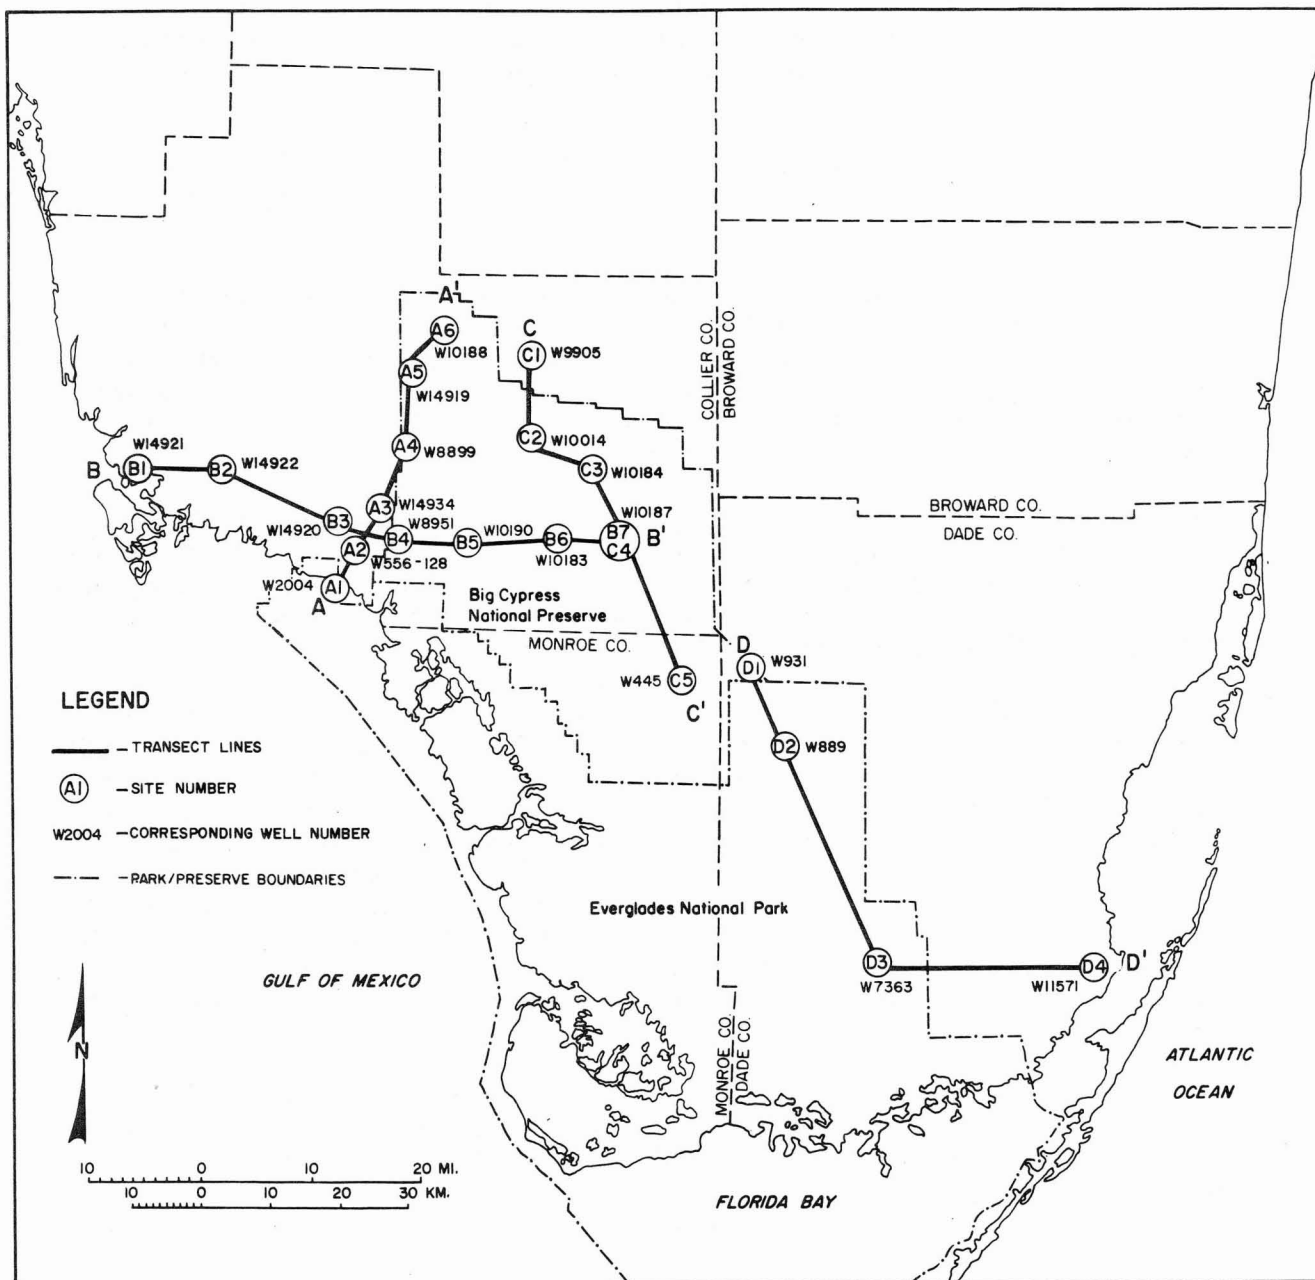 A'
A6
W10188
C
C1
W9905
COLLIER CO.
BROWARD CO.
A5
W14919
W14921
B
B1
B2
W14922
A4
W8899
C2
W10014
C3
W10184
A3
W14934
W10187
BROWARD CO.
DADE CO.
W14920
B3
W8951
B4
B5
W10190
B6
W10183
B7
C4
B'
A2
W556-128
W2004
A1
A
Big Cypress
National Preserve
MONROE CO.
D
D1
W931
W445
C5
C'
LEGEND
D2
W889
— TRANSECT LINES
A1 — SITE NUMBER
W2004 — CORRESPONDING WELL NUMBER
— PARK/PRESERVE BOUNDARIES
Everglades National Park
GULF OF MEXICO
D3
W7363
D4
D'
W11571
N
MONROE CO.
DADE CO.
ATLANTIC
OCEAN
10 0 10 20 MI.
10 0 10 20 30 KM.
FLORIDA BAY